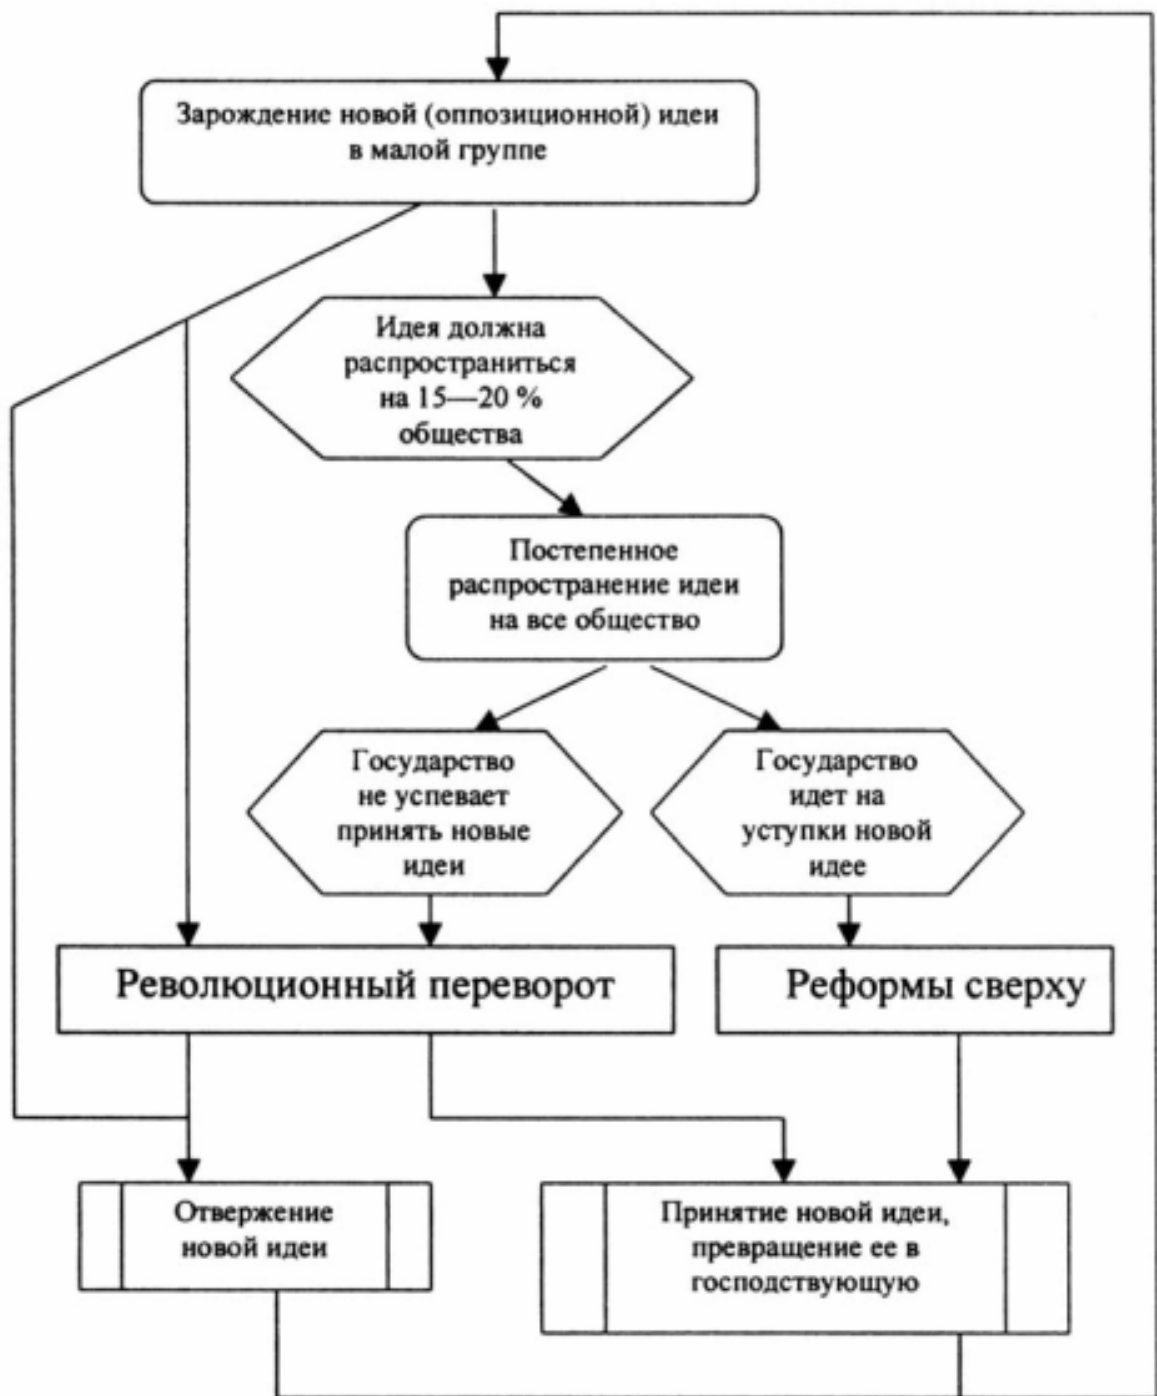 Зарождение новой (оппозиционной) идеи
в малой группе
Идея должна
распространиться
на 15—20 %
общества
Постепенное
распространение идеи
на все общество
Государство
не успевает
принять новые
идеи
Государство
идет на
уступки новой
идее
Революционный переворот
Реформы сверху
Отвержение
новой идеи
Принятие новой идеи,
превращение ее в
господствующую